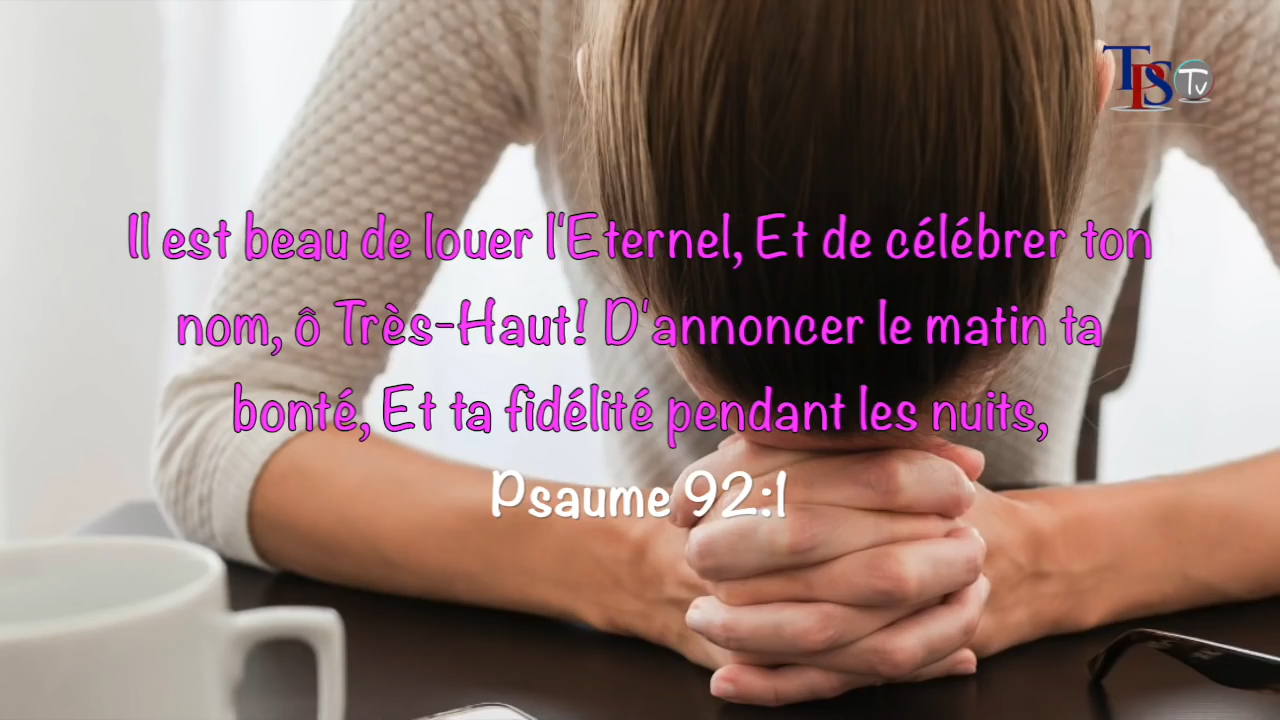 TPS Tv
Il est beau de louer l'Eternel, Et de célébrer ton
nom, ô Très-Haut! D'annoncer le matin ta
bonté, Et ta fidélité pendant les nuits,
Psaume 92:1